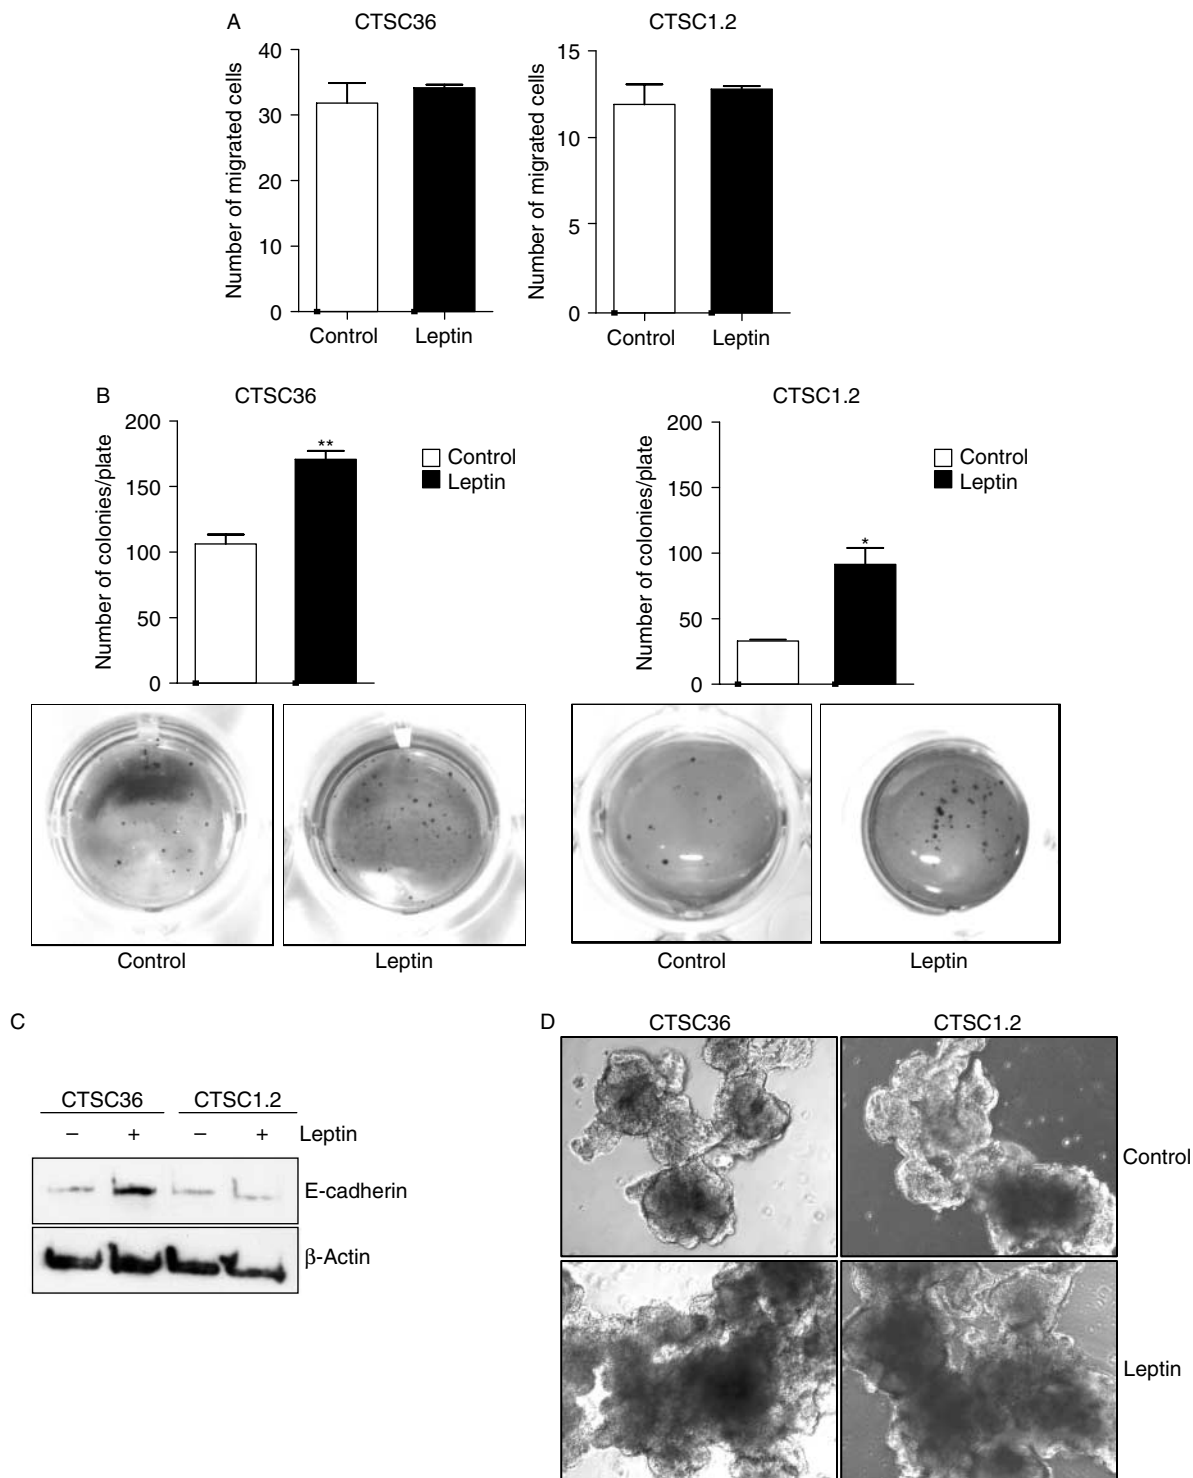 A
CTSC36
CTSC1.2
Number of migrated cells
40
30
20
10
0
Control
Leptin
Number of migrated cells
15
10
5
0
Control
Leptin
B
CTSC36
CTSC1.2
Number of colonies/plate
200
150
100
50
0
**
Control
Leptin
Number of colonies/plate
200
150
100
50
0
*
Control
Leptin
Control
Leptin
Control
Leptin
C
CTSC36 CTSC1.2
– + – + Leptin
E-cadherin
β-Actin
D
CTSC36
CTSC1.2
Control
Leptin